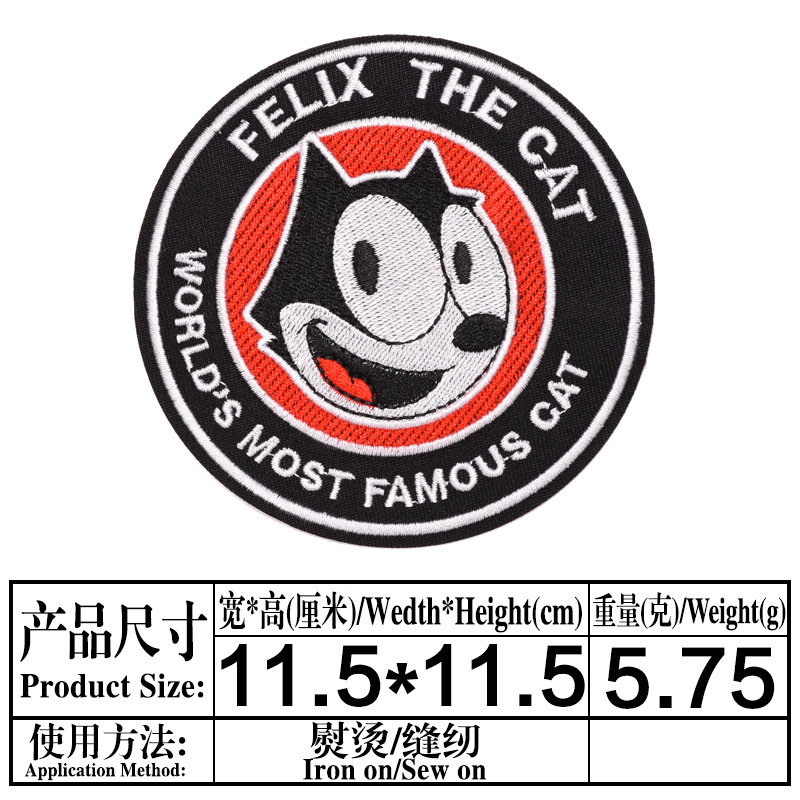 FELIX THE CAT
WORLD'S MOST FAMOUS CAT
产品尺寸
Product Size:
宽*高(厘米)/Wedth*Height(cm)
重量(克)/Weight(g)
11.5*11.5
5.75
使用方法:
Application Method:
熨烫/缝纫
Iron on/Sew on